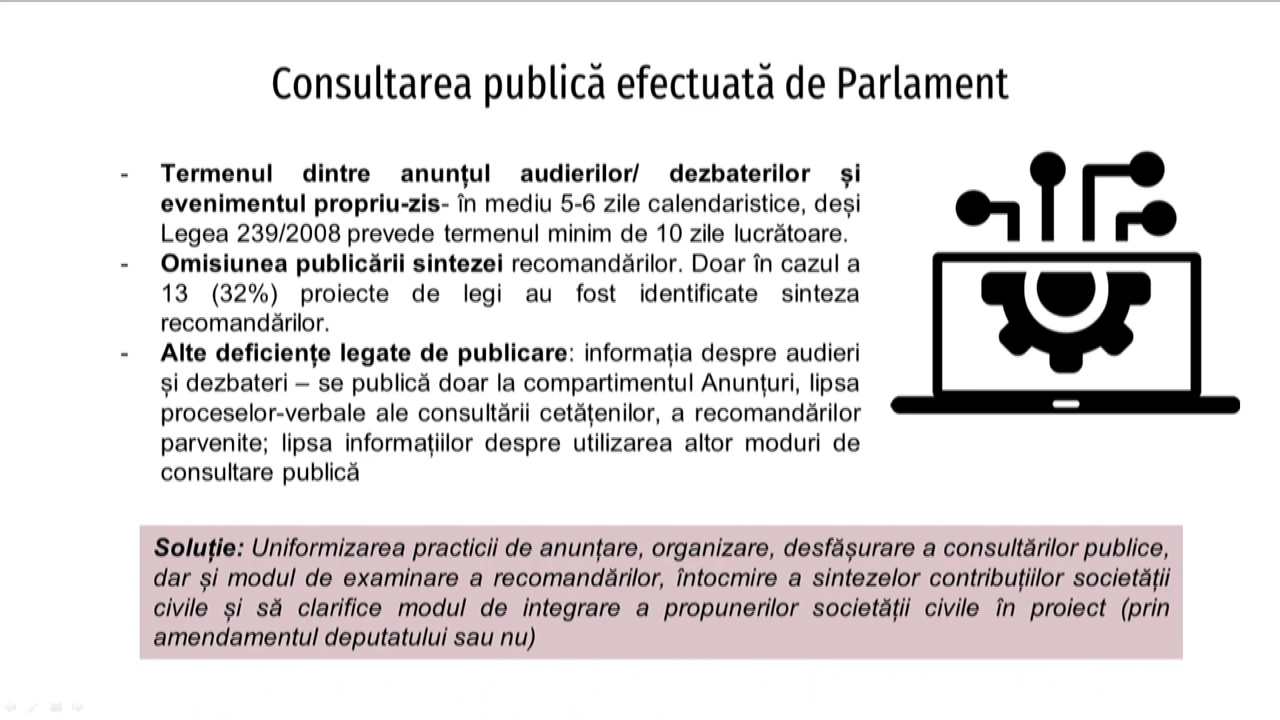 Consultarea publică efectuată de Parlament
- Termenul dintre anunțul audierilor/ dezbaterilor și
evenimentul propriu-zis- în mediu 5-6 zile calendaristice, deși
Legea 239/2008 prevede termenul minim de 10 zile lucrătoare.
- Omisiunea publicării sintezei recomandărilor. Doar în cazul a
13 (32%) proiecte de legi au fost identificate sinteza
recomandărilor.
- Alte deficiențe legate de publicare: informația despre audieri
și dezbateri – se publică doar la compartimentul Anunțuri, lipsa
proceselor-verbale ale consultării cetățenilor, a recomandărilor
parvenite; lipsa informațiilor despre utilizarea altor moduri de
consultare publică
Soluție: Uniformizarea practicii de anunțare, organizare, desfășurare a consultărilor publice,
dar și modul de examinare a recomandărilor, întocmire a sintezelor contribuțiilor societății
civile și să clarifice modul de integrare a propunerilor societății civile în proiect (prin
amendamentul deputatului sau nu)